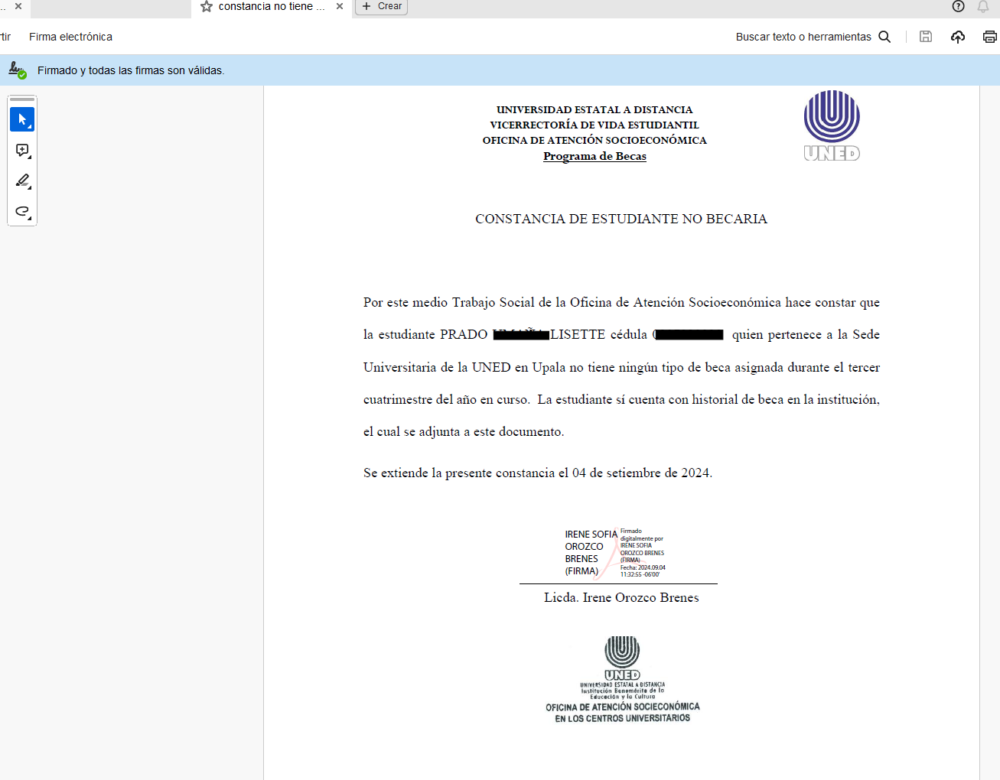 ..
constancia no tiene ...
Crear
rtir
Firma electrónica
Buscar texto o herramientas
Firmado y todas las firmas son válidas.
UNIVERSIDAD ESTATAL A DISTANCIA
VICERRECTORÍA DE VIDA ESTUDIANTIL
OFICINA DE ATENCIÓN SOCIOECONÓMICA
Programa de Becas
UNED
CONSTANCIA DE ESTUDIANTE NO BECARIA
Por este medio Trabajo Social de la Oficina de Atención Socioeconómica hace constar que
la estudiante PRADO LISETTE cédula quien pertenece a la Sede
Universitaria de la UNED en Upala no tiene ningún tipo de beca asignada durante el tercer
cuatrimestre del año en curso. La estudiante sí cuenta con historial de beca en la institución,
el cual se adjunta a este documento.
Se extiende la presente constancia el 04 de setiembre de 2024.
IRENE SOFIA
OROZCO
BRENES
(FIRMA)
Firmado
digitalmente por
IRENE SOFIA
OROZCO BRENES
(FIRMA)
Fecha: 2024.09.04
11:32:55 -06'00'
Licda. Irene Orozco Brenes
UNED
UNIVERSIDAD ESTATAL A DISTANCIA
Institución Benemérita de la
Educación y la Cultura
OFICINA DE ATENCIÓN SOCIECONÓMICA
EN LOS CENTROS UNIVERSITARIOS